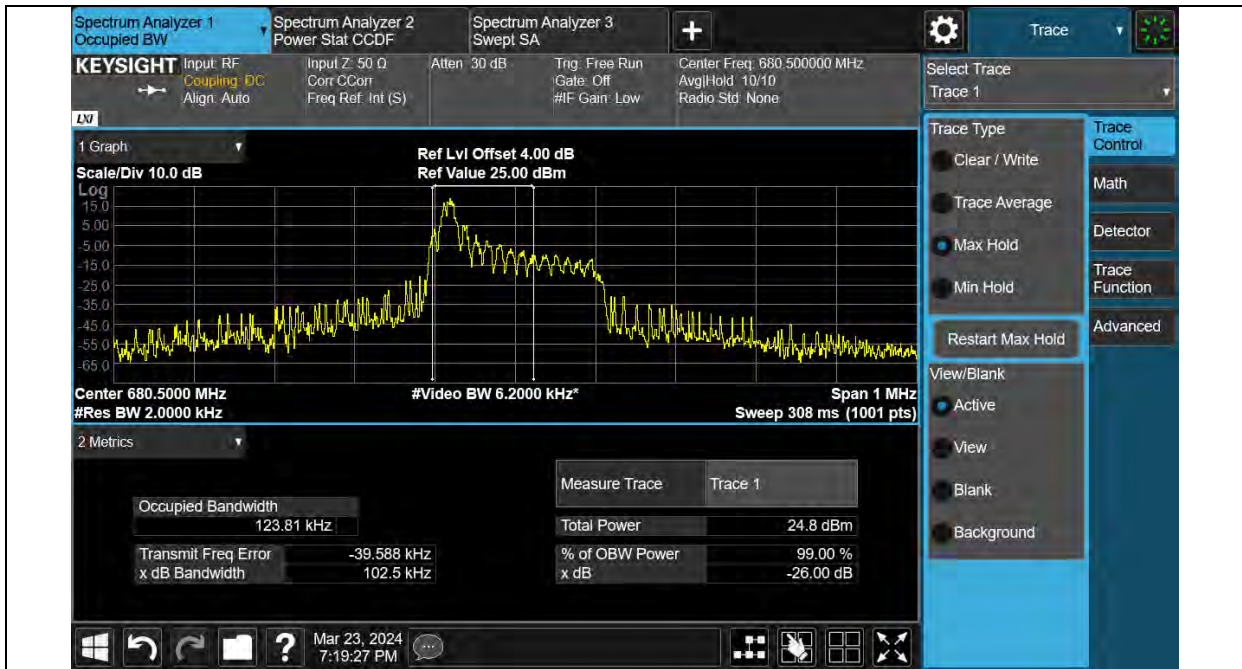 Spectrum Analyzer 1
Occupied BW
Spectrum Analyzer 2
Power Stat CCDF
Spectrum Analyzer 3
Swept SA
Trace
KEYSIGHT
Input: RF
Coupling: DC
Align: Auto
Input Z: 50 Ω
Corr CCorr
Freq Ref: Int (S)
Atten: 30 dB
Trig: Free Run
Gate: Off
#IF Gain: Low
Center Freq: 680.500000 MHz
Avg|Hold: 10/10
Radio Std: None
LXI
Select Trace
Trace 1
1 Graph
Scale/Div 10.0 dB
Ref Lvl Offset 4.00 dB
Ref Value 25.00 dBm
Log
15.0
5.00
-5.00
-15.0
-25.0
-35.0
-45.0
-55.0
-65.0
Center 680.5000 MHz
#Res BW 2.0000 kHz
#Video BW 6.2000 kHz*
Span 1 MHz
Sweep 308 ms (1001 pts)
2 Metrics
Occupied Bandwidth
123.81 kHz
Transmit Freq Error -39.588 kHz
x dB Bandwidth 102.5 kHz
Measure Trace Trace 1
Total Power 24.8 dBm
% of OBW Power 99.00 %
x dB -26.00 dB
Trace Type
Clear / Write
Trace Average
Max Hold
Min Hold
Restart Max Hold
View/Blank
Active
View
Blank
Background
Trace
Control
Math
Detector
Trace
Function
Advanced
?
Mar 23, 2024
7:19:27 PM